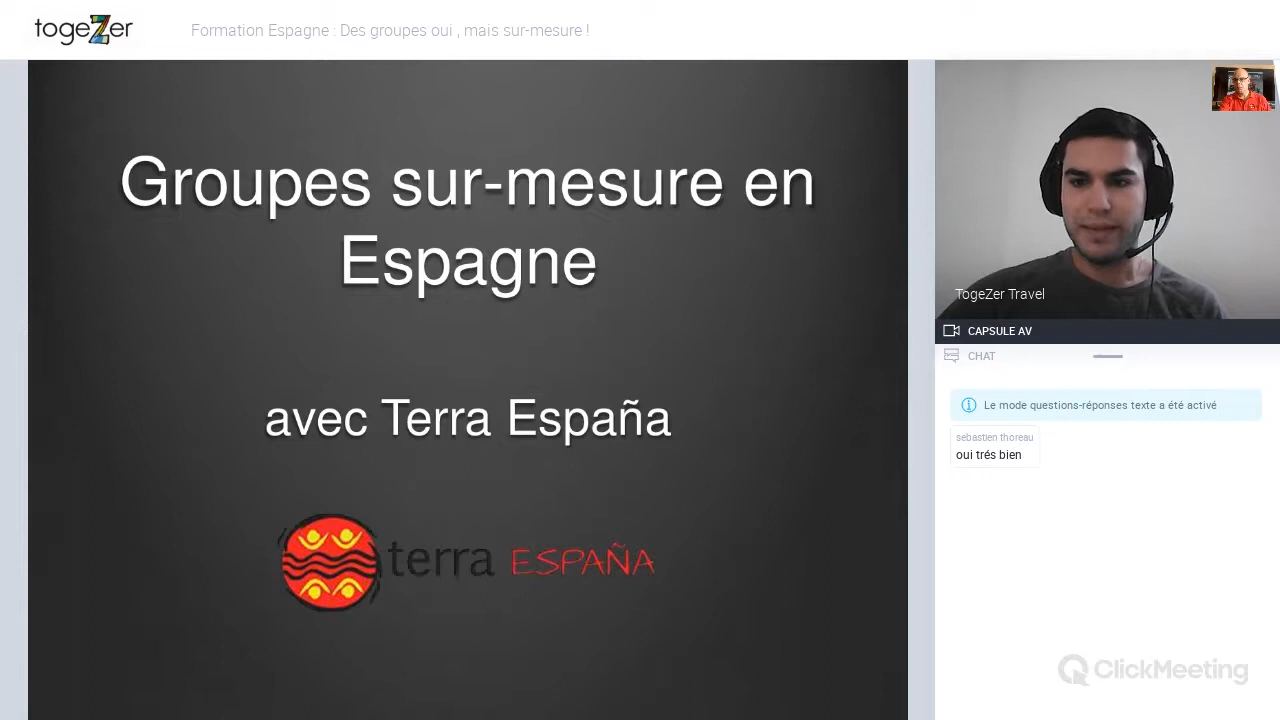 togeZer
Formation Espagne : Des groupes oui , mais sur-mesure !
Groupes sur-mesure en
Espagne
avec Terra España
terra ESPAÑA
TogeZer Travel
CAPSULE AV
CHAT
Le mode questions-réponses texte a été activé
sebastien thoreau
oui trés bien
ClickMeeting